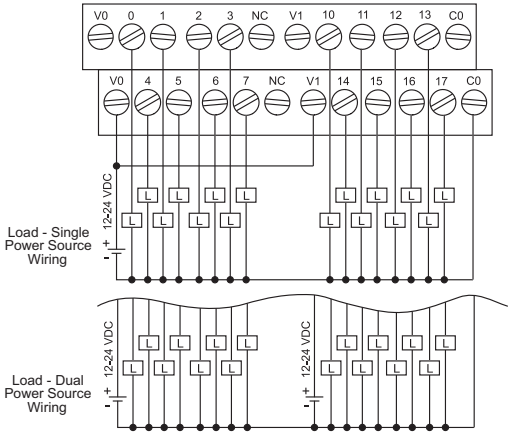 V0 0 1 2 3 NC V1 10 11 12 13 C0
V0 4 5 6 7 NC V1 14 15 16 17 C0
12-24 VDC
+
-
L L L L L L L L
L L L L L L L L
Load - Single
Power Source
Wiring
12-24 VDC
+
-
12-24 VDC
+
-
L L L L L L L L
L L L L L L L L
Load - Dual
Power Source
Wiring